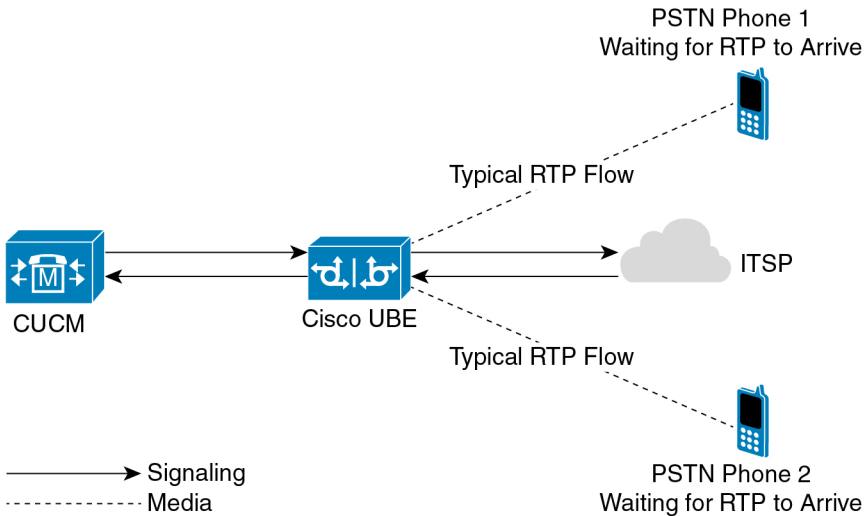 PSTN Phone 1
Waiting for RTP to Arrive
Typical RTP Flow
M
ITSP
CUCM
Cisco UBE
Typical RTP Flow
Signaling
Media
PSTN Phone 2
Waiting for RTP to Arrive